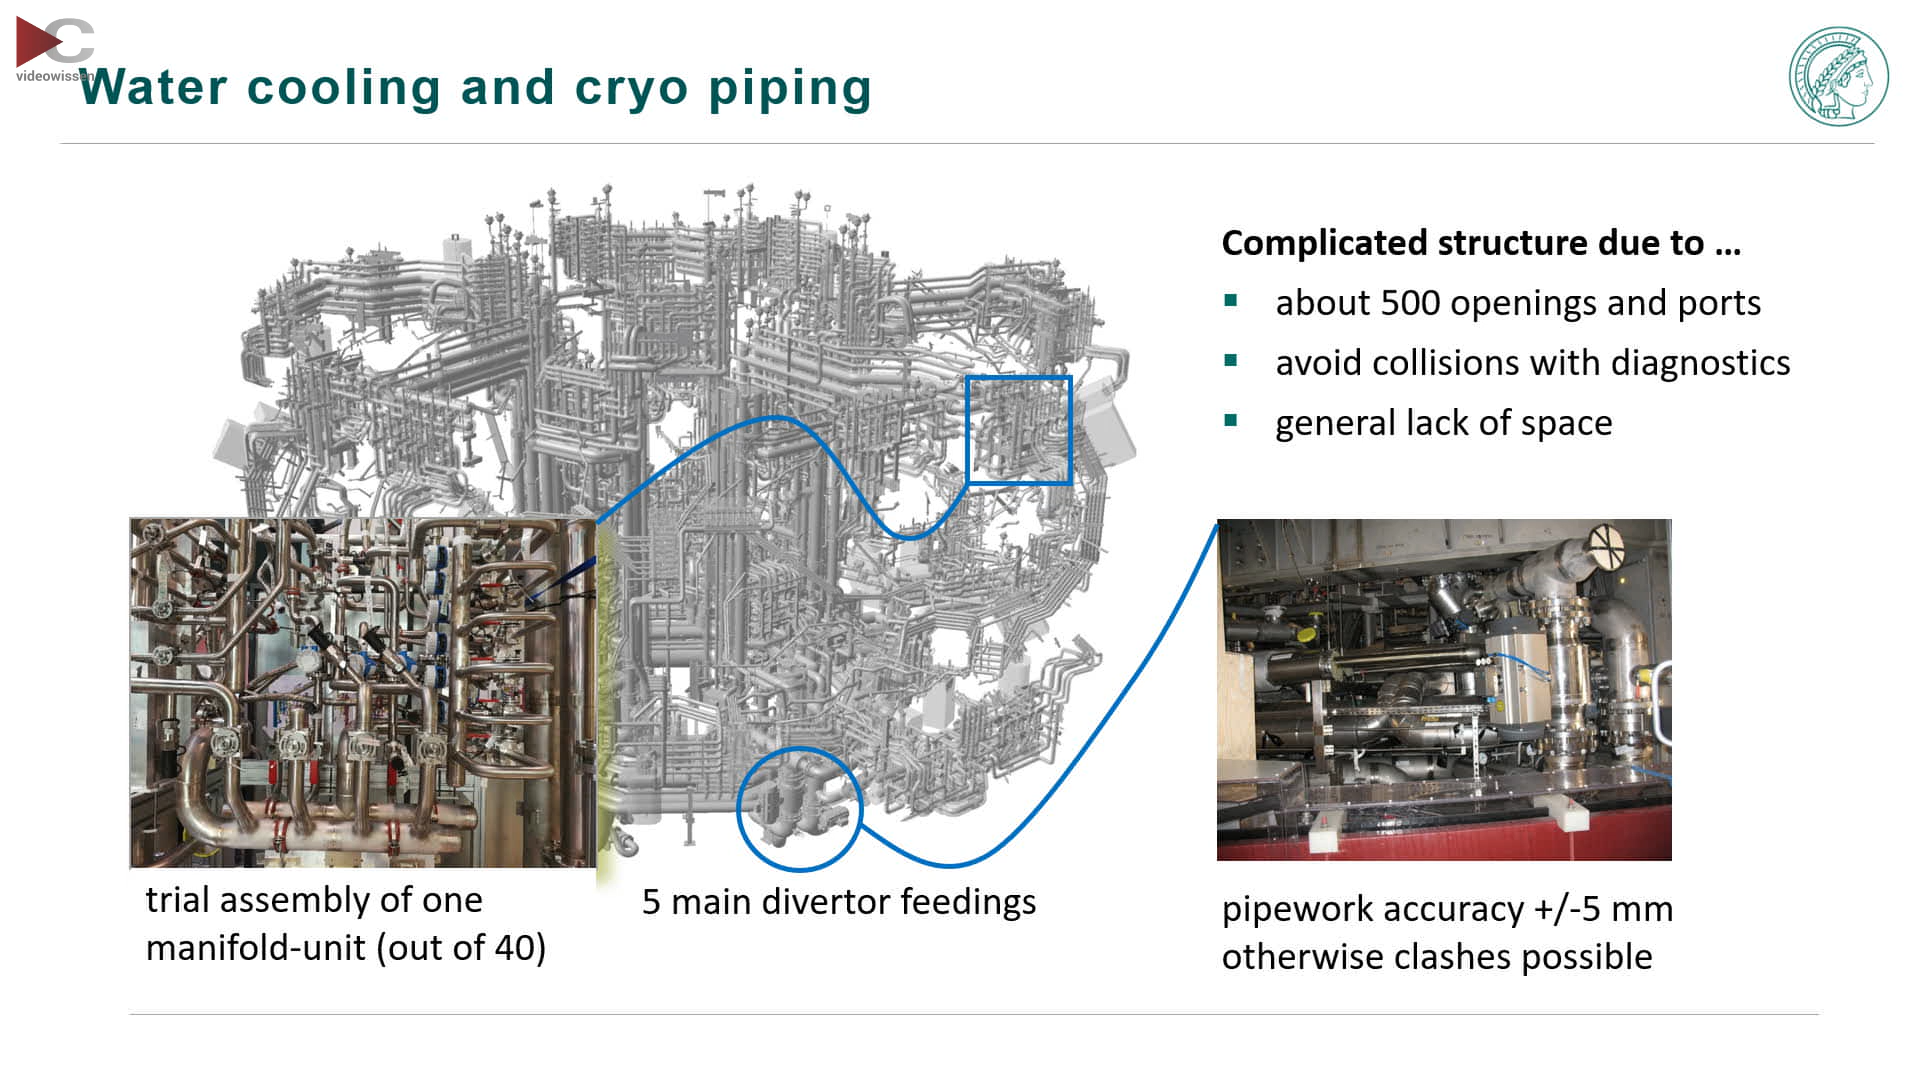 videowissen
Water cooling and cryo piping
Complicated structure due to ...
about 500 openings and ports
avoid collisions with diagnostics
general lack of space
trial assembly of one
manifold-unit (out of 40)
5 main divertor feedings
pipework accuracy +/-5 mm
otherwise clashes possible